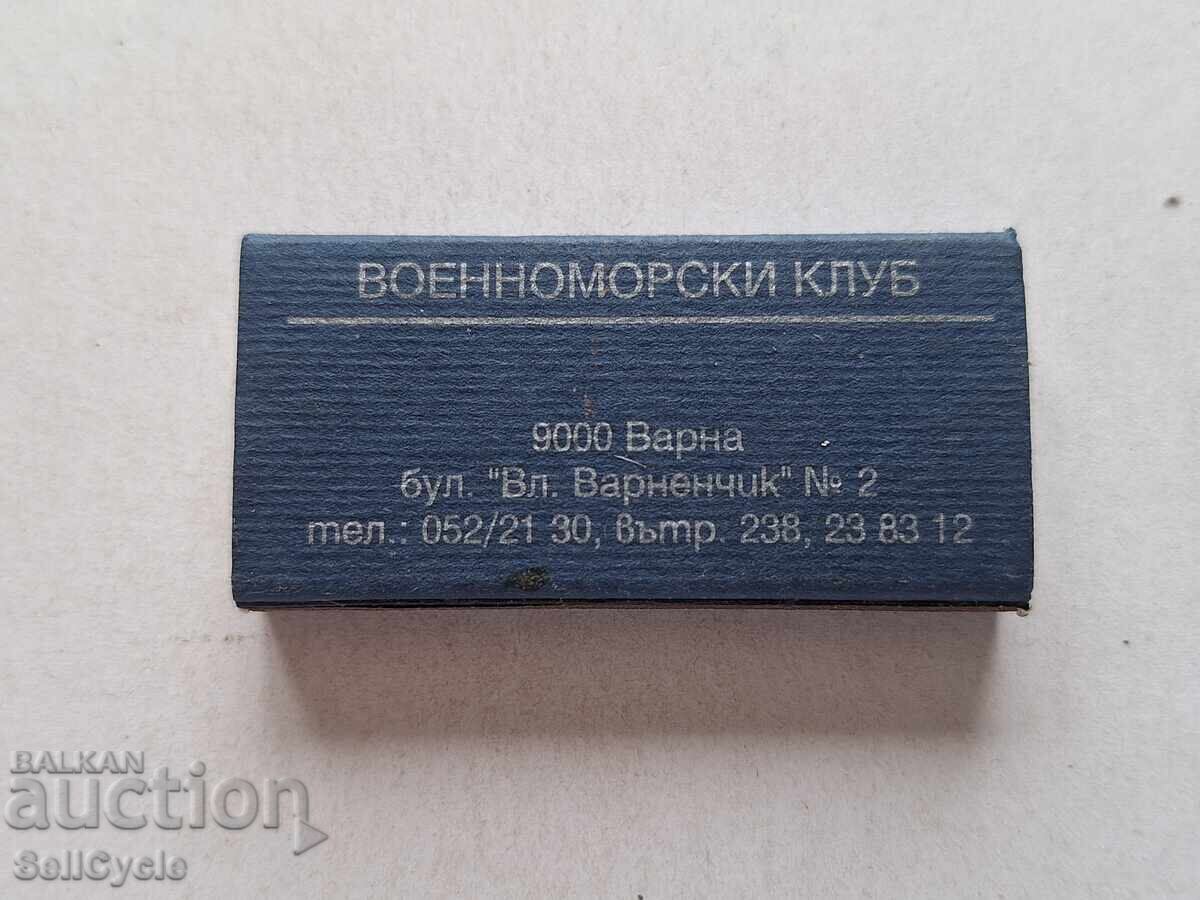 ВОЕННОМОРСКИ КЛУБ
9000 Варна
бул. "Вл. Варненчик" № 2
тел.: 052/21 30, вътр. 238, 23 83 12
BALKAN
auction
SellCycle